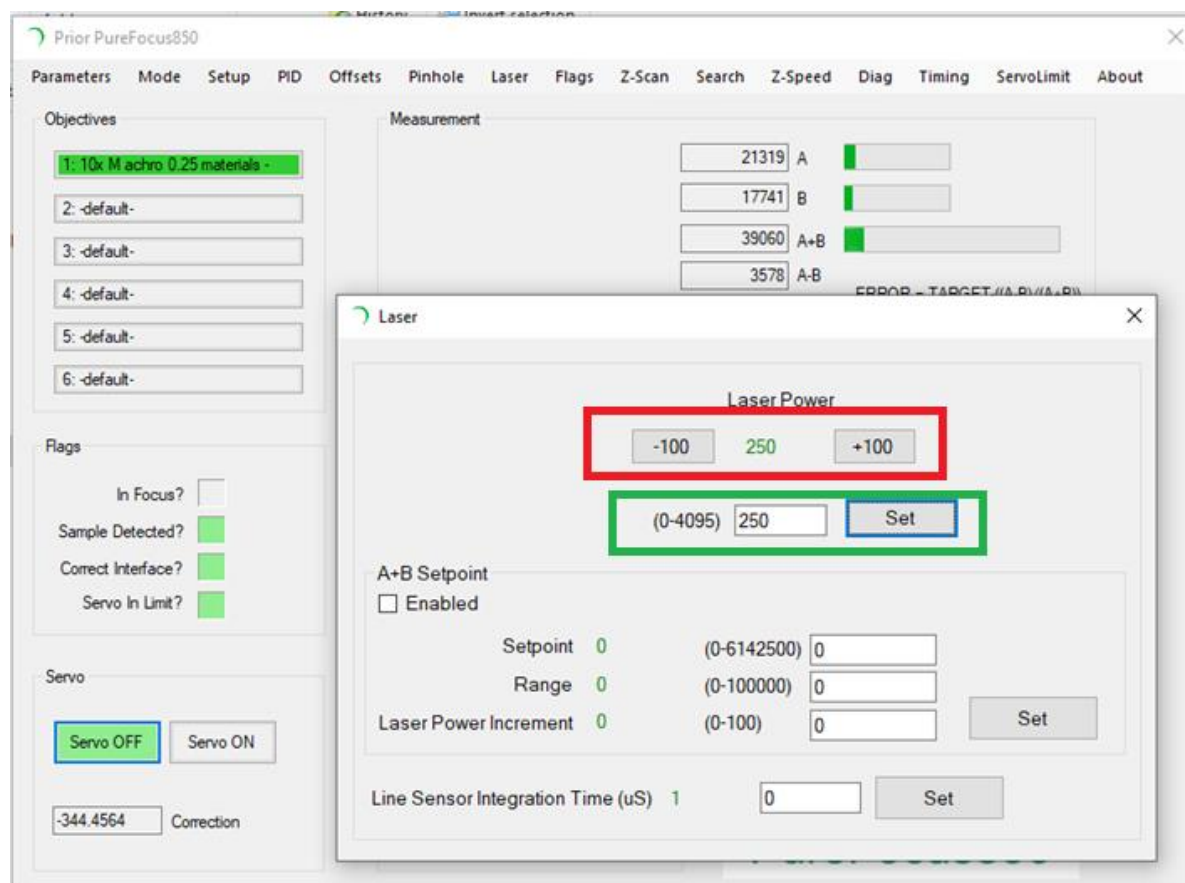 History
Invert selection
Prior PureFocus850
Parameters Mode Setup PID Offsets Pinhole Laser Flags Z-Scan Search Z-Speed Diag Timing ServoLimit About
Objectives
1: 10x M achro 0.25 materials -
2: -default-
3: -default-
4: -default-
5: -default-
6: -default-
Flags
In Focus?
Sample Detected?
Correct Interface?
Servo In Limit?
Servo
Servo OFF Servo ON
-344.4564 Correction
Measurement
21319 A
17741 B
39060 A+B
3578 A-B
ERROR = TARGET-((A-B)/(A+B))
Laser
Laser Power
-100 250 +100
(0-4095) 250 Set
A+B Setpoint
Enabled
Setpoint 0 (0-6142500) 0
Range 0 (0-100000) 0
Laser Power Increment 0 (0-100) 0
Set
Line Sensor Integration Time (uS) 1 0 Set